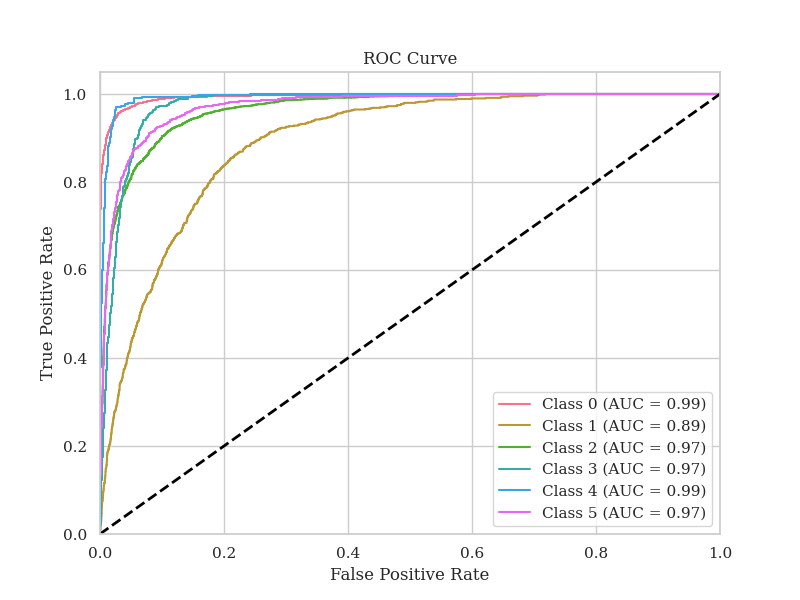 ROC Curve
True Positive Rate
1.0
0.8
0.6
0.4
0.2
0.0
Class 0 (AUC = 0.99)
Class 1 (AUC = 0.89)
Class 2 (AUC = 0.97)
Class 3 (AUC = 0.97)
Class 4 (AUC = 0.99)
Class 5 (AUC = 0.97)
0.0 0.2 0.4 0.6 0.8 1.0
False Positive Rate